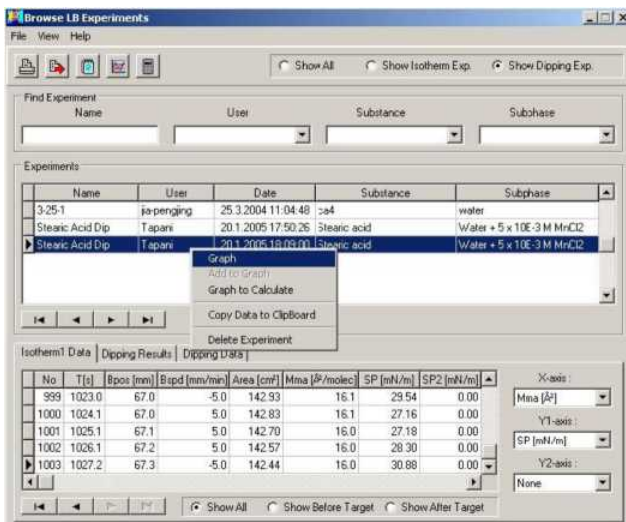 Browse LB Experiments
File View Help
Show All Show Isotherm Exp. Show Dipping Exp.
Find Experiment
Name User Substance Subphase
Experiments
Name User Date Substance Subphase
3-25-1 jia-pengjing 25.3.2004 11:04:48 ca4 water
Stearic Acid Dip Tapani 20.1.2005 17:50:26 Stearic acid Water + 5 x 10E-3 M MnCl2
Stearic Acid Dip Tapani 20.1.2005 18:09:00 Stearic acid Water + 5 x 10E-3 M MnCl2
Graph
Add to Graph
Graph to Calculate
Copy Data to ClipBoard
Delete Experiment
Isotherm1 Data Dipping Results Dipping Data
No T[s] Bpos [mm] Bspd [mm/min] Area [cm²] Mma [Å²/molec] SP [mN/m] SP2 [mN/m] X-axis :
999 1023.0 67.0 -5.0 142.93 16.1 29.54 0.00 Mma [Å²]
1000 1024.1 67.0 5.0 142.83 16.1 27.16 0.00 Y1-axis :
1001 1025.1 67.1 5.0 142.70 16.0 27.18 0.00 SP [mN/m]
1002 1026.1 67.2 5.0 142.57 16.0 28.30 0.00 Y2-axis :
1003 1027.2 67.3 -5.0 142.44 16.0 30.88 0.00 None
Show All Show Before Target Show After Target